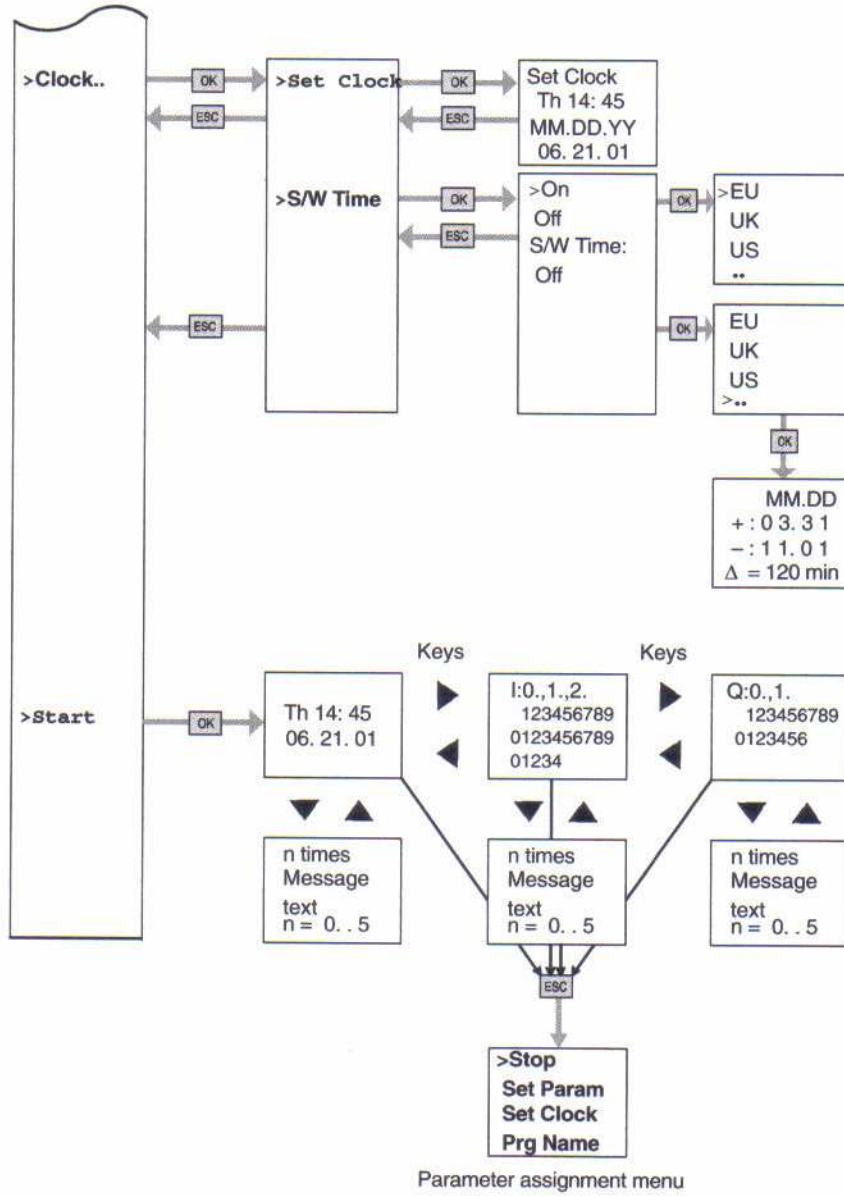 >Clock..
OK
ESC
>Set Clock
OK
ESC
Set Clock
Th 14: 45
MM.DD.YY
06. 21. 01
>S/W Time
OK
ESC
>On
Off
S/W Time:
Off
OK
>EU
UK
US
..
ESC
OK
EU
UK
US
>..
OK
MM.DD
+ : 0 3. 3 1
– : 1 1. 0 1
Δ = 120 min
>Start
OK
Th 14: 45
06. 21. 01
Keys
I:0.,1.,2.
123456789
0123456789
01234
Keys
Q:0.,1.
123456789
0123456
n times
Message
text
n = 0. . 5
n times
Message
text
n = 0. . 5
n times
Message
text
n = 0. . 5
ESC
>Stop
Set Param
Set Clock
Prg Name
Parameter assignment menu